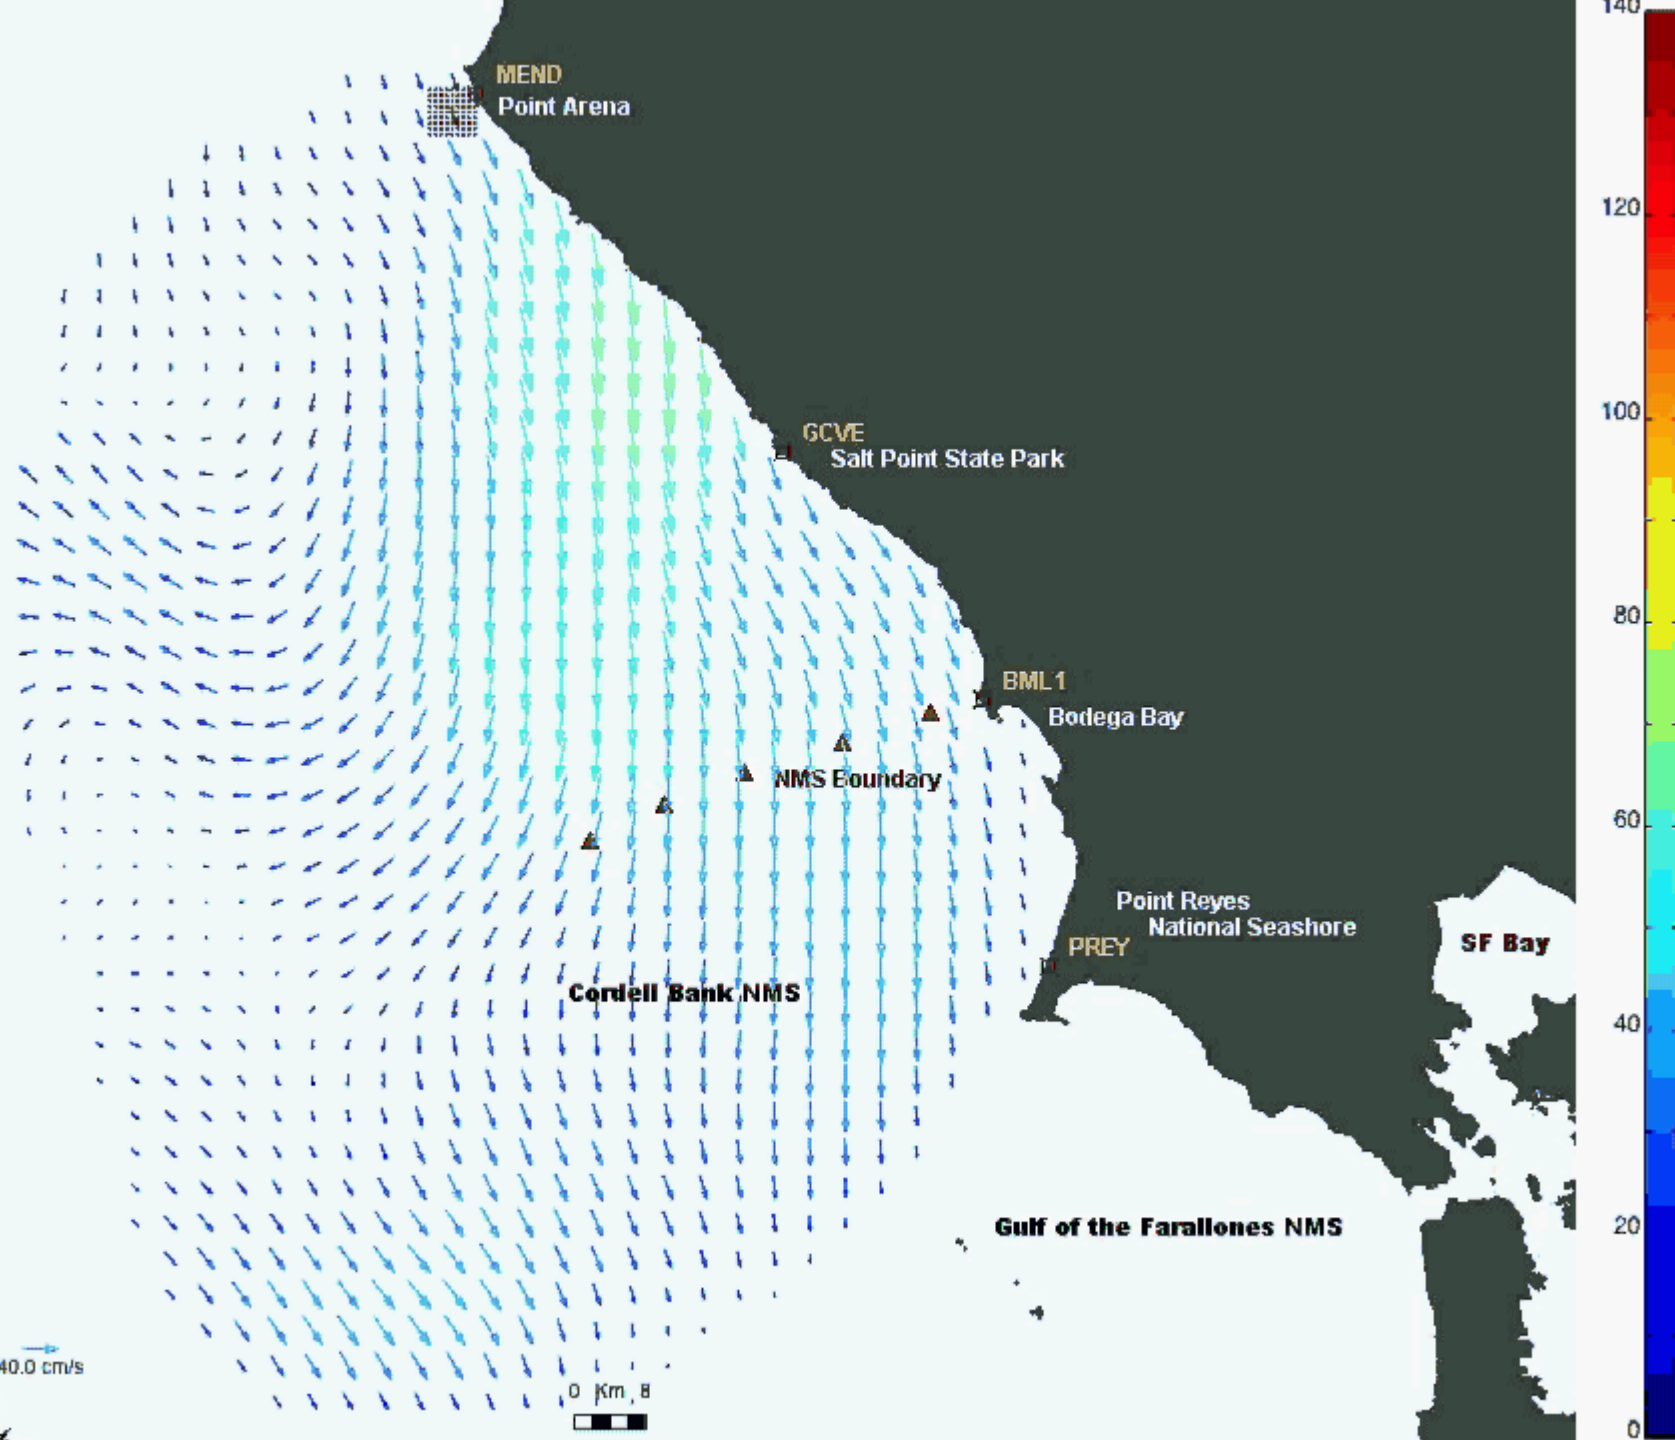 140
MEND
Point Arena
120
100
GCVE
Salt Point State Park
80
BML1
Bodega Bay
NMS Boundary
60
Point Reyes
National Seashore
PREY
SF Bay
Cordell Bank NMS
40
Gulf of the Farallones NMS
20
40.0 cm/s
0 Km 8
0